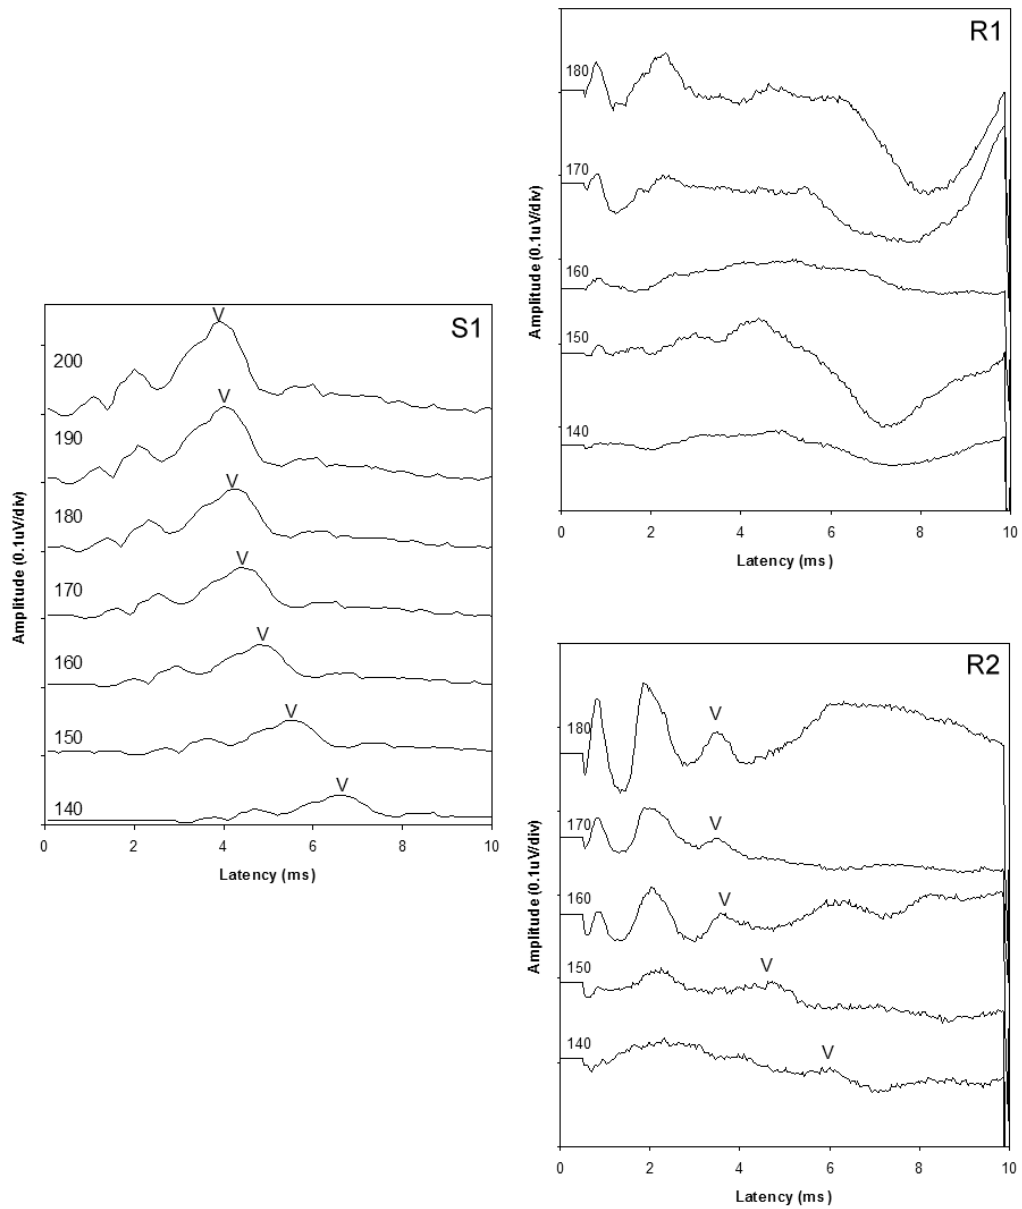 S1
V
200
V
190
V
180
V
170
V
160
V
150
V
140
0 2 4 6 8 10
Latency (ms)
Amplitude (0.1uV/div)
R1
180
170
160
150
140
0 2 4 6 8 10
Latency (ms)
Amplitude (0.1uV/div)
R2
V
180
V
170
V
160
V
150
V
140
0 2 4 6 8 10
Latency (ms)
Amplitude (0.1uV/div)